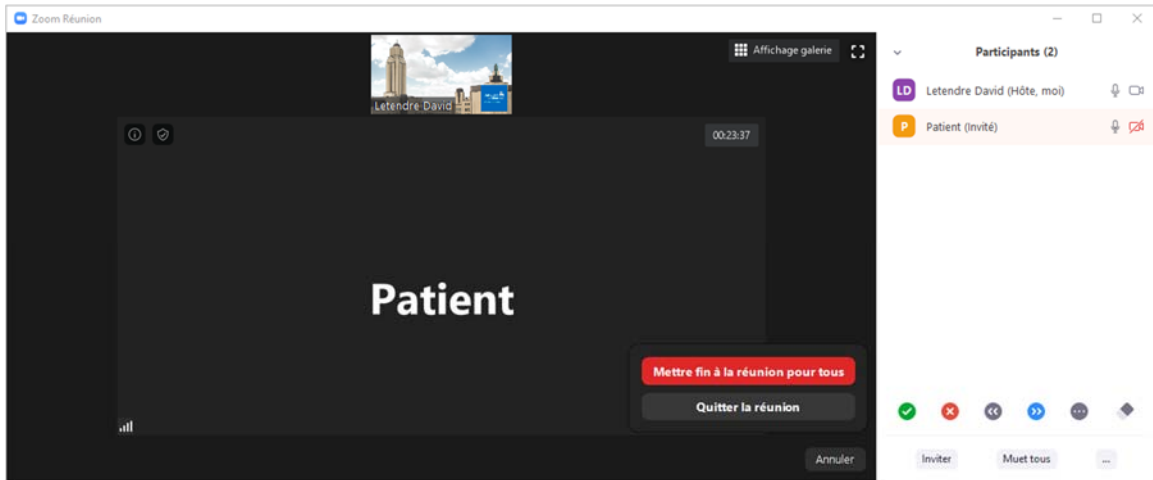 Zoom Réunion
Affichage galerie
Letendre David
00:23:37
Patient
Mettre fin à la réunion pour tous
Quitter la réunion
Annuler
Participants (2)
LD Letendre David (Hôte, moi)
P Patient (Invité)
Inviter Muet tous ...